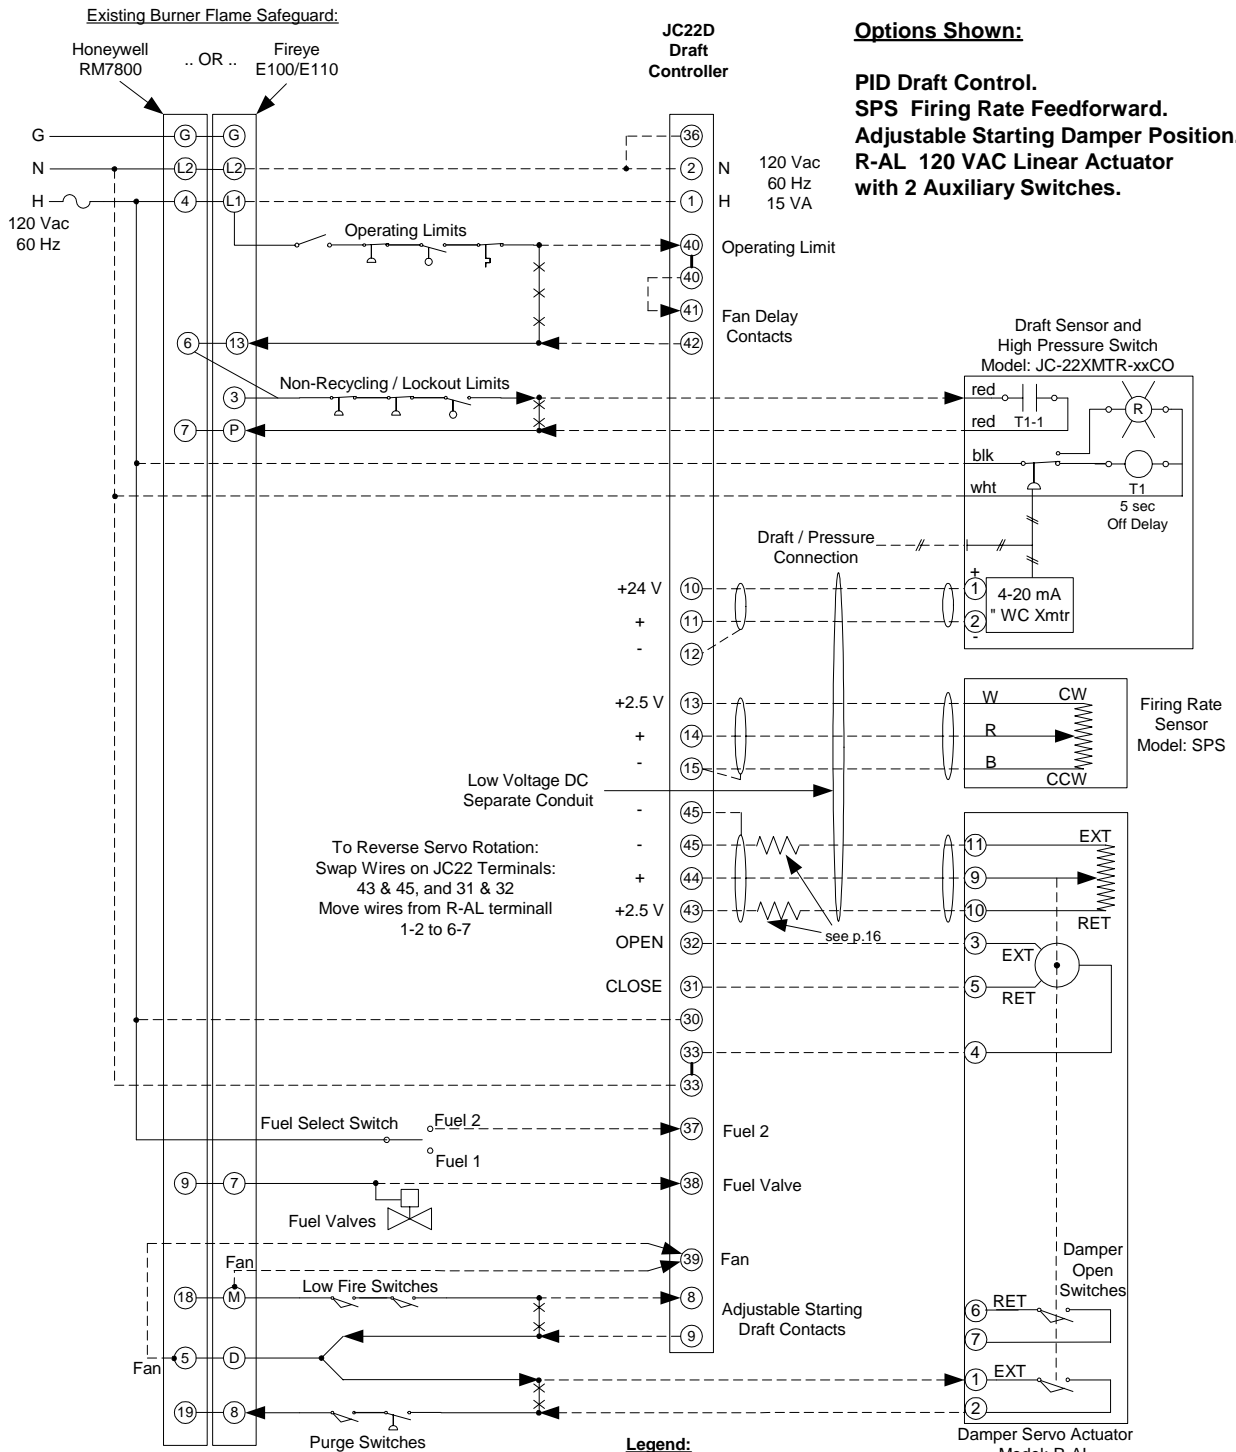 Existing Burner Flame Safeguard:
Honeywell
RM7800
.. OR ..
Fireye
E100/E110
JC22D
Draft
Controller
Options Shown:
PID Draft Control.
SPS Firing Rate Feedforward.
Adjustable Starting Damper Position.
R-AL 120 VAC Linear Actuator
with 2 Auxiliary Switches.
G
G
G
36
N
L2
L2
2
N
120 Vac
60 Hz
15 VA
H
4
L1
1
H
120 Vac
60 Hz
Operating Limits
40
Operating Limit
40
41
Fan Delay
Contacts
6
13
42
Draft Sensor and
High Pressure Switch
Model: JC-22XMTR-xxCO
3
Non-Recycling / Lockout Limits
red
T1-1
R
7
P
red
blk
wht
T1
5 sec
Off Delay
Draft / Pressure
Connection
+24 V
10
+
1
4-20 mA
" WC Xmtr
+
11
2
-
-
12
+2.5 V
13
W
CW
Firing Rate
Sensor
Model: SPS
+
14
R
-
15
B
CCW
Low Voltage DC
Separate Conduit
-
45
To Reverse Servo Rotation:
Swap Wires on JC22 Terminals:
43 & 45, and 31 & 32
Move wires from R-AL terminall
1-2 to 6-7
-
45
11
EXT
+
44
9
+2.5 V
43
10
RET
see p.16
OPEN
32
3
EXT
CLOSE
31
5
RET
30
33
4
33
Fuel Select Switch
Fuel 2
37
Fuel 2
Fuel 1
9
7
38
Fuel Valve
Fuel Valves
39
Fan
Fan
Damper
Open
Switches
18
M
Low Fire Switches
8
Adjustable Starting
Draft Contacts
6
RET
9
7
Fan
5
D
1
EXT
19
8
2
Purge Switches
Legend:
Damper Servo Actuator